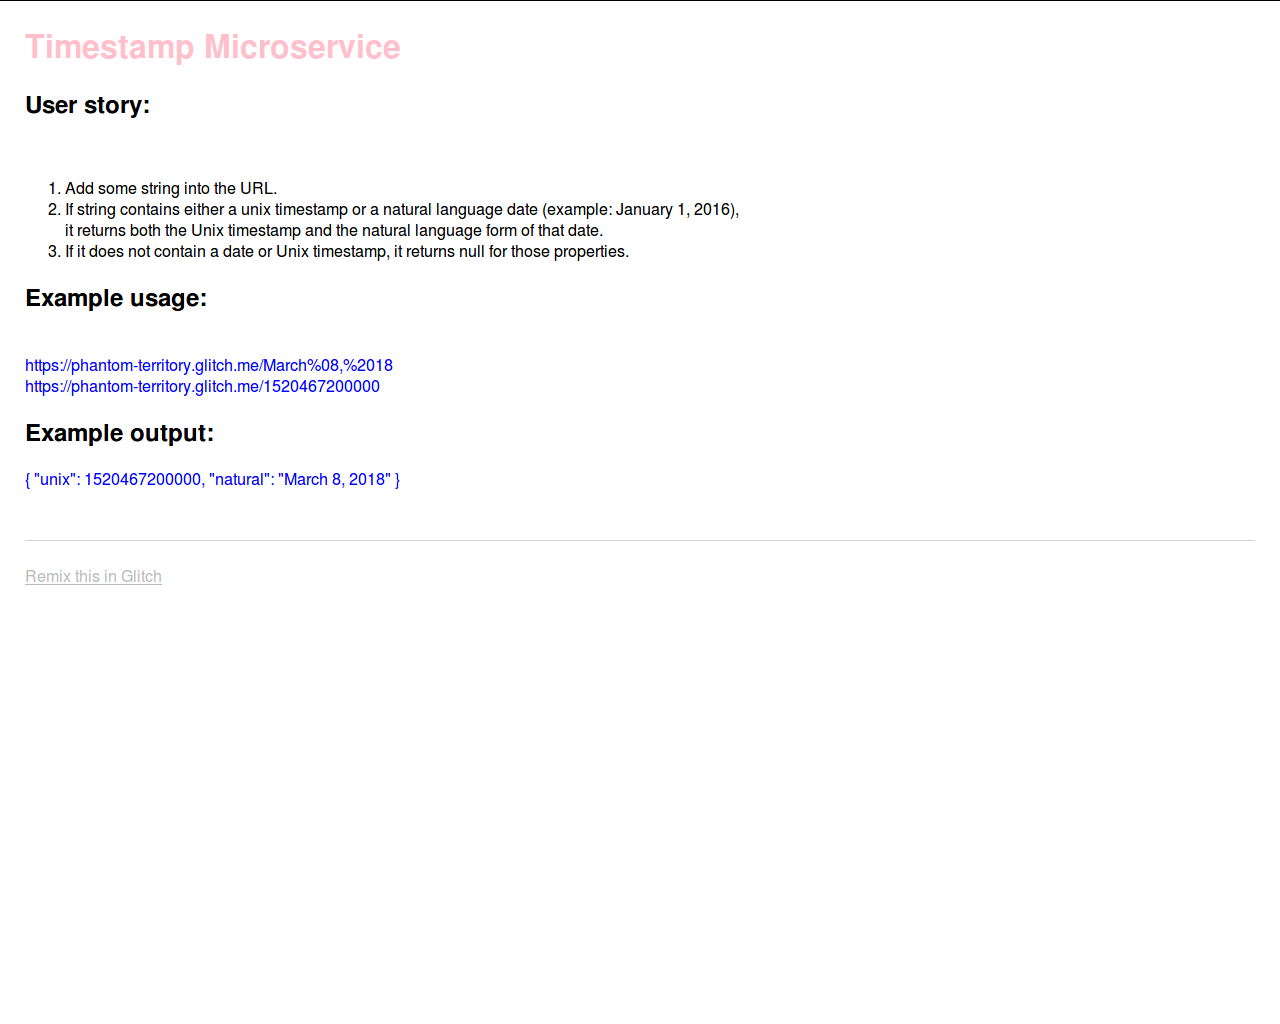 Timestamp Microservice
User story:
1. Add some string into the URL.
2. If string contains either a unix timestamp or a natural language date (example: January 1, 2016),
it returns both the Unix timestamp and the natural language form of that date.
3. If it does not contain a date or Unix timestamp, it returns null for those properties.
Example usage:
https://phantom-territory.glitch.me/March%08,%2018
https://phantom-territory.glitch.me/1520467200000
Example output:
{ "unix": 1520467200000, "natural": "March 8, 2018" }
Remix this in Glitch